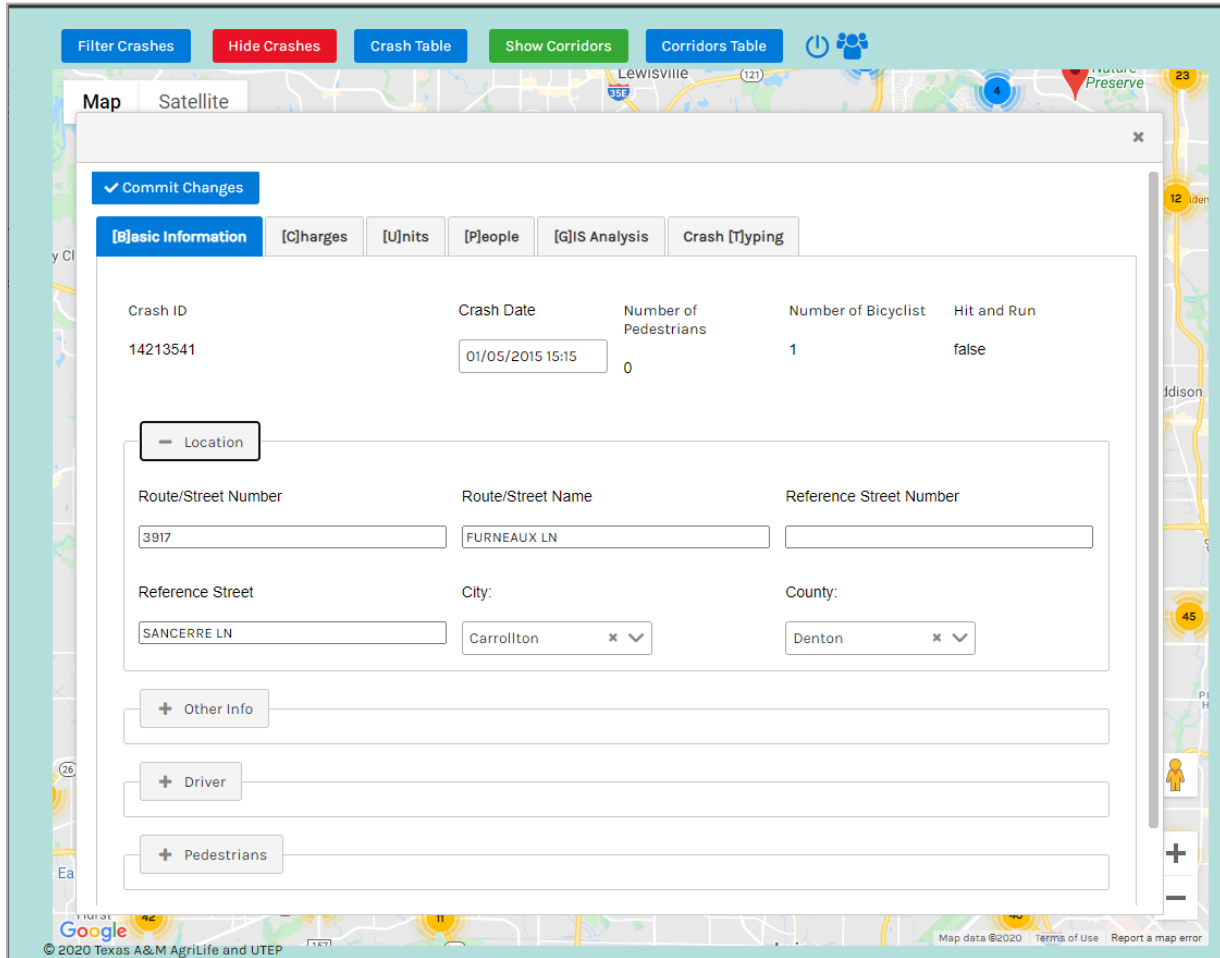 Filter Crashes
Hide Crashes
Crash Table
Show Corridors
Corridors Table
Lewisville
121
35E
4
Nature
Preserve
23
Map
Satellite
×
Commit Changes
12
[B]asic Information
[C]harges
[U]nits
[P]eople
[G]IS Analysis
Crash [T]yping
y Cl
Crash ID
Crash Date
Number of
Pedestrians
Number of Bicyclist
Hit and Run
14213541
01/05/2015 15:15
0
1
false
ddison
Location
Route/Street Number
Route/Street Name
Reference Street Number
3917
FURNEAUX LN
Reference Street
City:
County:
SANCERRE LN
Carrollton
Denton
45
Other Info
26
Driver
Pedestrians
Ea
42
11
Google
Map data ©2020
Terms of Use
Report a map error
© 2020 Texas A&M AgriLife and UTEP